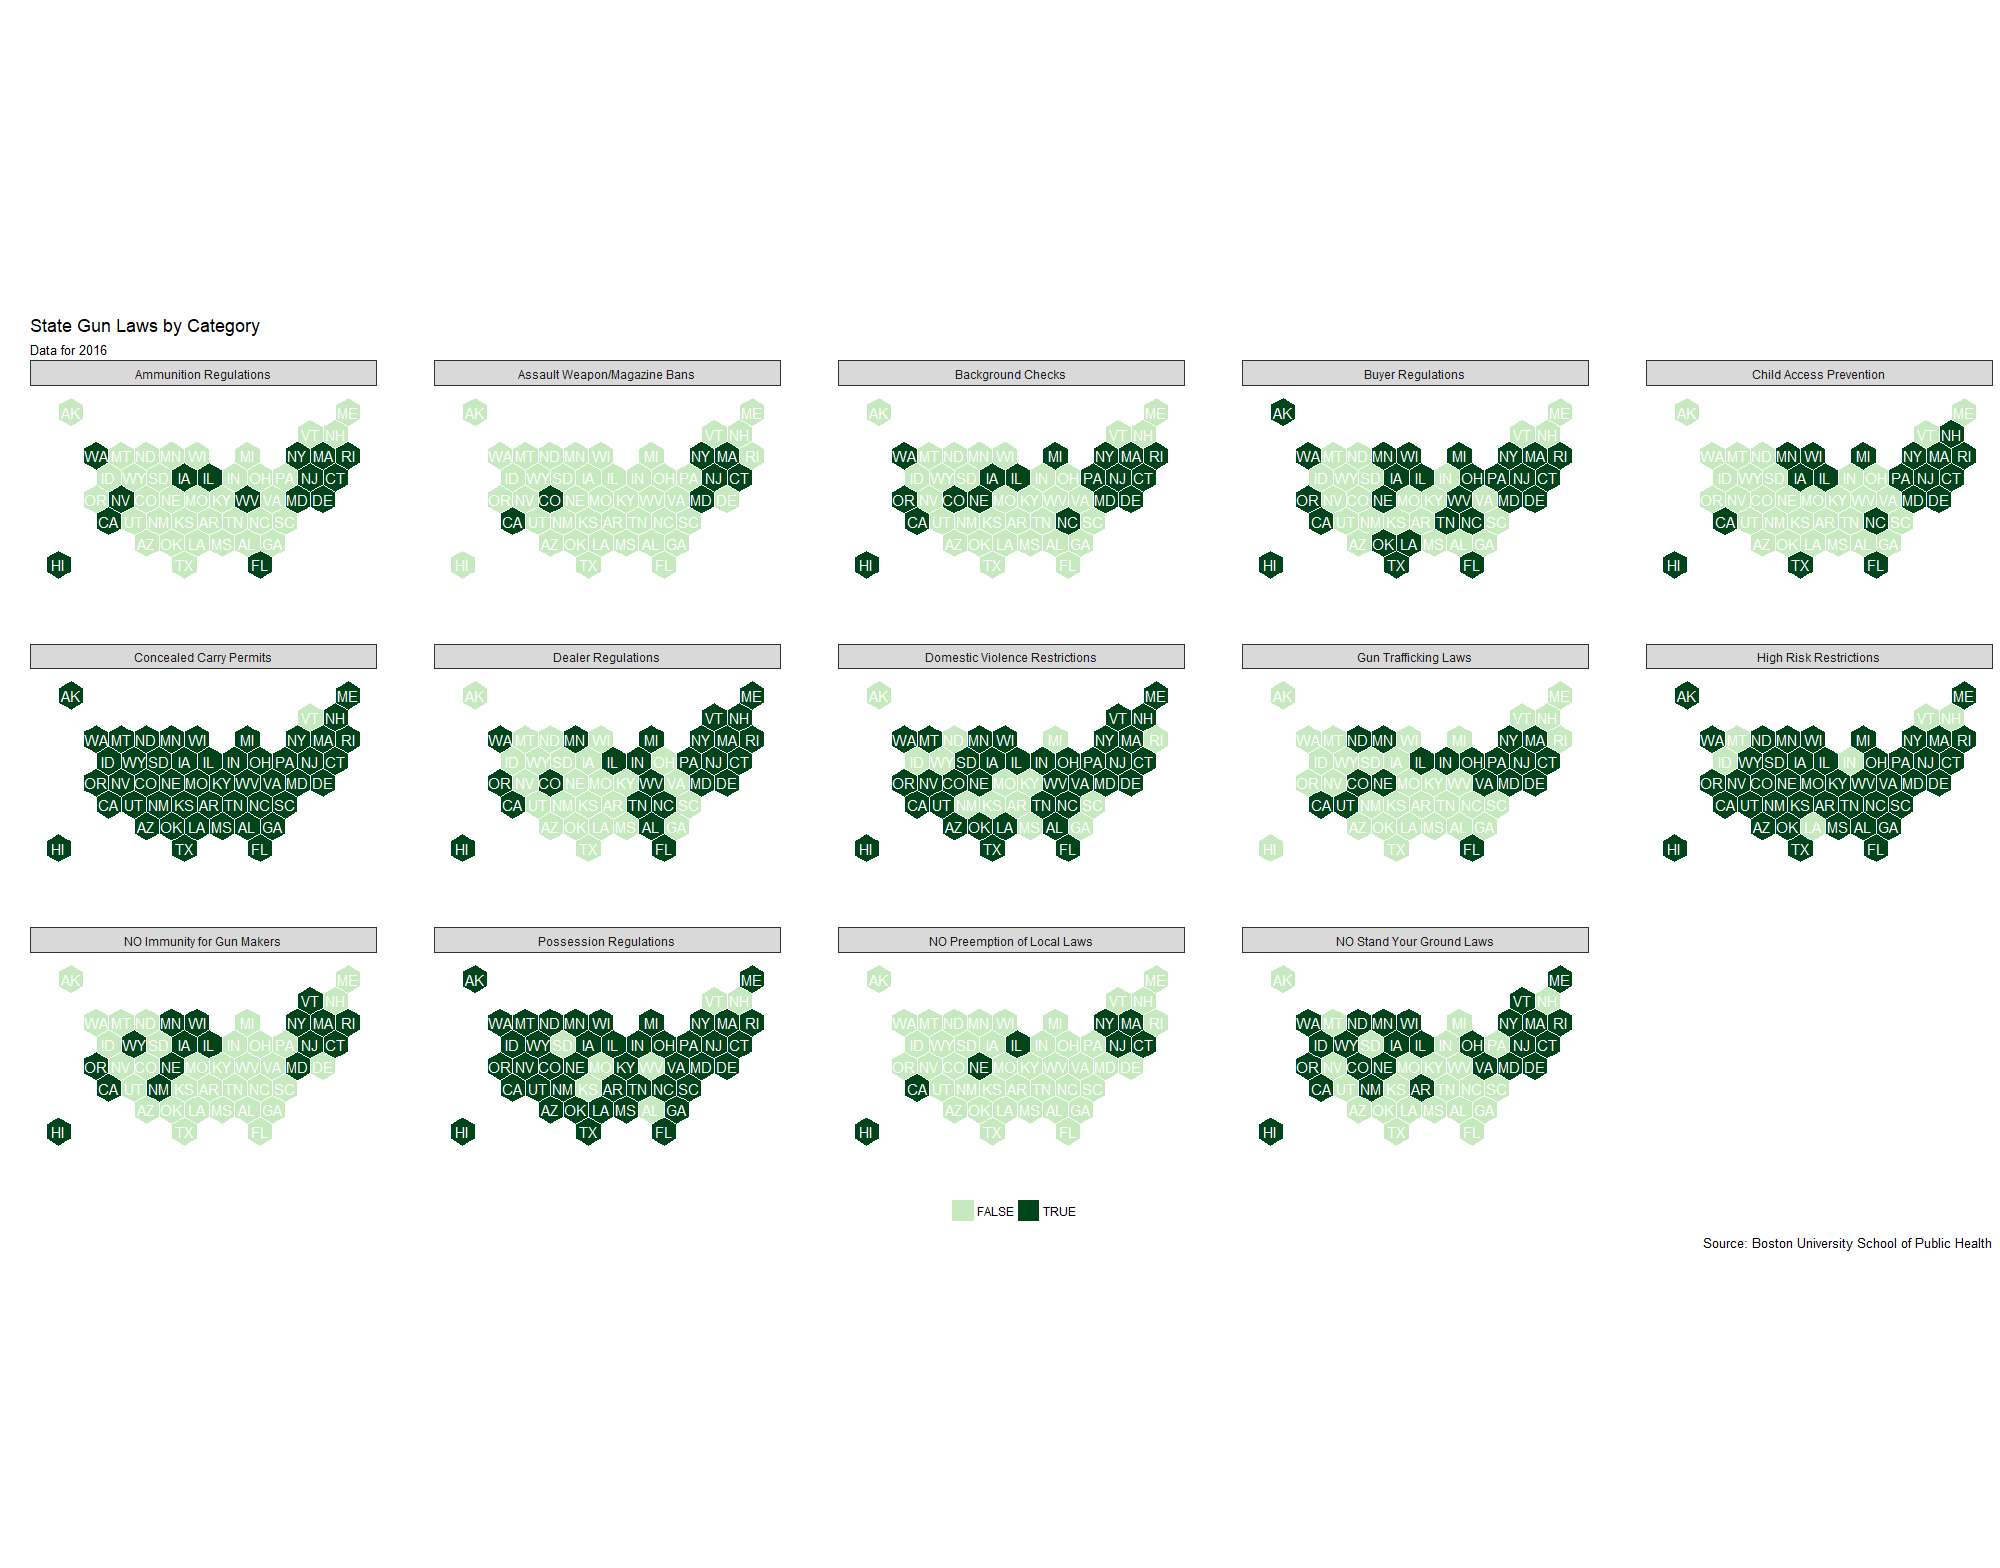 State Gun Laws by Category
Data for 2016
Ammunition Regulations
AK ME
VT NH
WA MT ND MN WI MI NY MA RI
ID WY SD IA IL IN OH PA NJ CT
OR NV CO NE MO KY WV VA MD DE
CA UT NM KS AR TN NC SC
AZ OK LA MS AL GA
HI TX FL
Assault Weapon/Magazine Bans
AK ME
VT NH
WA MT ND MN WI MI NY MA RI
ID WY SD IA IL IN OH PA NJ CT
OR NV CO NE MO KY WV VA MD DE
CA UT NM KS AR TN NC SC
AZ OK LA MS AL GA
HI TX FL
Background Checks
AK ME
VT NH
WA MT ND MN WI MI NY MA RI
ID WY SD IA IL IN OH PA NJ CT
OR NV CO NE MO KY WV VA MD DE
CA UT NM KS AR TN NC SC
AZ OK LA MS AL GA
HI TX FL
Buyer Regulations
AK ME
VT NH
WA MT ND MN WI MI NY MA RI
ID WY SD IA IL IN OH PA NJ CT
OR NV CO NE MO KY WV VA MD DE
CA UT NM KS AR TN NC SC
AZ OK LA MS AL GA
HI TX FL
Child Access Prevention
AK ME
VT NH
WA MT ND MN WI MI NY MA RI
ID WY SD IA IL IN OH PA NJ CT
OR NV CO NE MO KY WV VA MD DE
CA UT NM KS AR TN NC SC
AZ OK LA MS AL GA
HI TX FL
Concealed Carry Permits
AK ME
VT NH
WA MT ND MN WI MI NY MA RI
ID WY SD IA IL IN OH PA NJ CT
OR NV CO NE MO KY WV VA MD DE
CA UT NM KS AR TN NC SC
AZ OK LA MS AL GA
HI TX FL
Dealer Regulations
AK ME
VT NH
WA MT ND MN WI MI NY MA RI
ID WY SD IA IL IN OH PA NJ CT
OR NV CO NE MO KY WV VA MD DE
CA UT NM KS AR TN NC SC
AZ OK LA MS AL GA
HI TX FL
Domestic Violence Restrictions
AK ME
VT NH
WA MT ND MN WI MI NY MA RI
ID WY SD IA IL IN OH PA NJ CT
OR NV CO NE MO KY WV VA MD DE
CA UT NM KS AR TN NC SC
AZ OK LA MS AL GA
HI TX FL
Gun Trafficking Laws
AK ME
VT NH
WA MT ND MN WI MI NY MA RI
ID WY SD IA IL IN OH PA NJ CT
OR NV CO NE MO KY WV VA MD DE
CA UT NM KS AR TN NC SC
AZ OK LA MS AL GA
HI TX FL
High Risk Restrictions
AK ME
VT NH
WA MT ND MN WI MI NY MA RI
ID WY SD IA IL IN OH PA NJ CT
OR NV CO NE MO KY WV VA MD DE
CA UT NM KS AR TN NC SC
AZ OK LA MS AL GA
HI TX FL
NO Immunity for Gun Makers
AK ME
VT NH
WA MT ND MN WI MI NY MA RI
ID WY SD IA IL IN OH PA NJ CT
OR NV CO NE MO KY WV VA MD DE
CA UT NM KS AR TN NC SC
AZ OK LA MS AL GA
HI TX FL
Possession Regulations
AK ME
VT NH
WA MT ND MN WI MI NY MA RI
ID WY SD IA IL IN OH PA NJ CT
OR NV CO NE MO KY WV VA MD DE
CA UT NM KS AR TN NC SC
AZ OK LA MS AL GA
HI TX FL
NO Preemption of Local Laws
AK ME
VT NH
WA MT ND MN WI MI NY MA RI
ID WY SD IA IL IN OH PA NJ CT
OR NV CO NE MO KY WV VA MD DE
CA UT NM KS AR TN NC SC
AZ OK LA MS AL GA
HI TX FL
NO Stand Your Ground Laws
AK ME
VT NH
WA MT ND MN WI MI NY MA RI
ID WY SD IA IL IN OH PA NJ CT
OR NV CO NE MO KY WV VA MD DE
CA UT NM KS AR TN NC SC
AZ OK LA MS AL GA
HI TX FL
FALSE TRUE
Source: Boston University School of Public Health